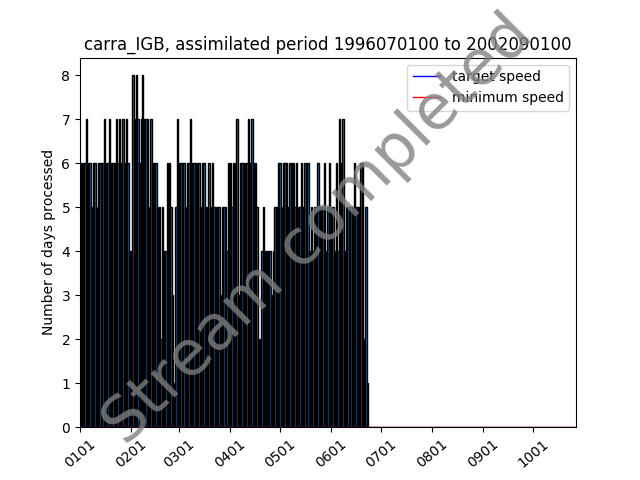 carra_IGB, assimilated period 1996070100 to 2002090100
target speed
minimum speed
Number of days processed
8
7
6
5
4
3
2
1
0
0101 0201 0301 0401 0501 0601 0701 0801 0901 1001
Stream completed